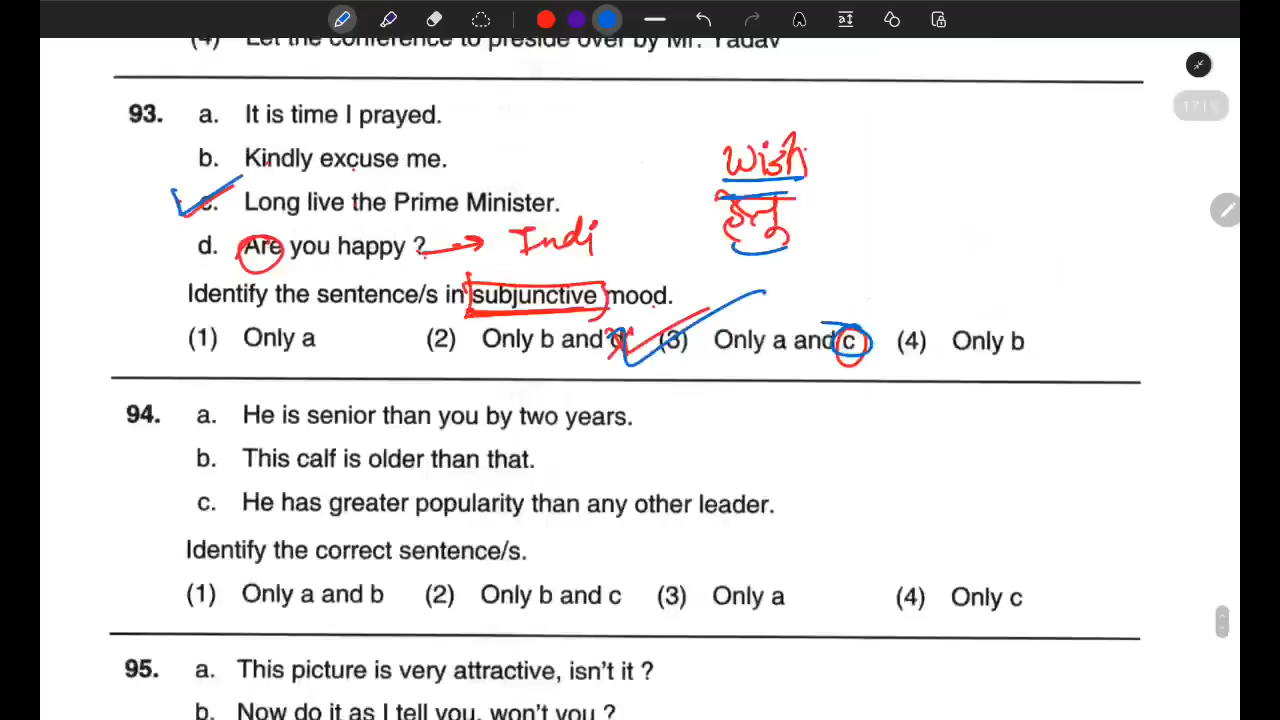 (4) Let the conference to preside over by Mr. Yadav
171%
93. a. It is time I prayed.
b. Kindly excuse me.
Wish
c. Long live the Prime Minister.
d. Are you happy ? Indi
Identify the sentence/s in subjunctive mood.
(1) Only a (2) Only b and d (3) Only a and c (4) Only b
94. a. He is senior than you by two years.
b. This calf is older than that.
c. He has greater popularity than any other leader.
Identify the correct sentence/s.
(1) Only a and b (2) Only b and c (3) Only a (4) Only c
95. a. This picture is very attractive, isn't it ?
b. Now do it as I tell you, won't you ?